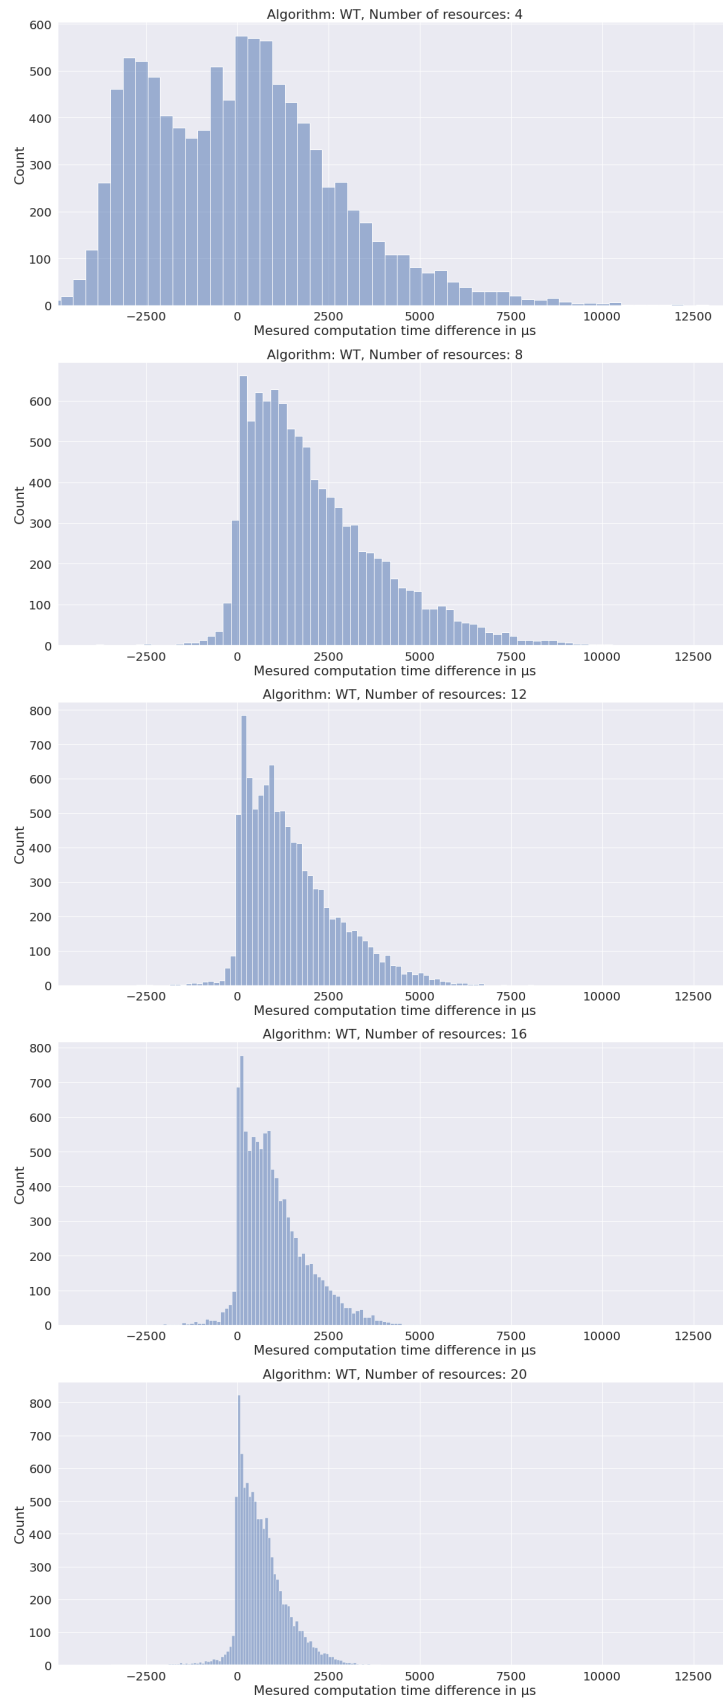 Algorithm: WT, Number of resources: 4
600
500
400
300
200
100
0
Count
−2500 0 2500 5000 7500 10000 12500
Mesured computation time difference in µs
Algorithm: WT, Number of resources: 8
600
500
400
300
200
100
0
Count
−2500 0 2500 5000 7500 10000 12500
Mesured computation time difference in µs
Algorithm: WT, Number of resources: 12
800
700
600
500
400
300
200
100
0
Count
−2500 0 2500 5000 7500 10000 12500
Mesured computation time difference in µs
Algorithm: WT, Number of resources: 16
800
700
600
500
400
300
200
100
0
Count
−2500 0 2500 5000 7500 10000 12500
Mesured computation time difference in µs
Algorithm: WT, Number of resources: 20
800
700
600
500
400
300
200
100
0
Count
−2500 0 2500 5000 7500 10000 12500
Mesured computation time difference in µs